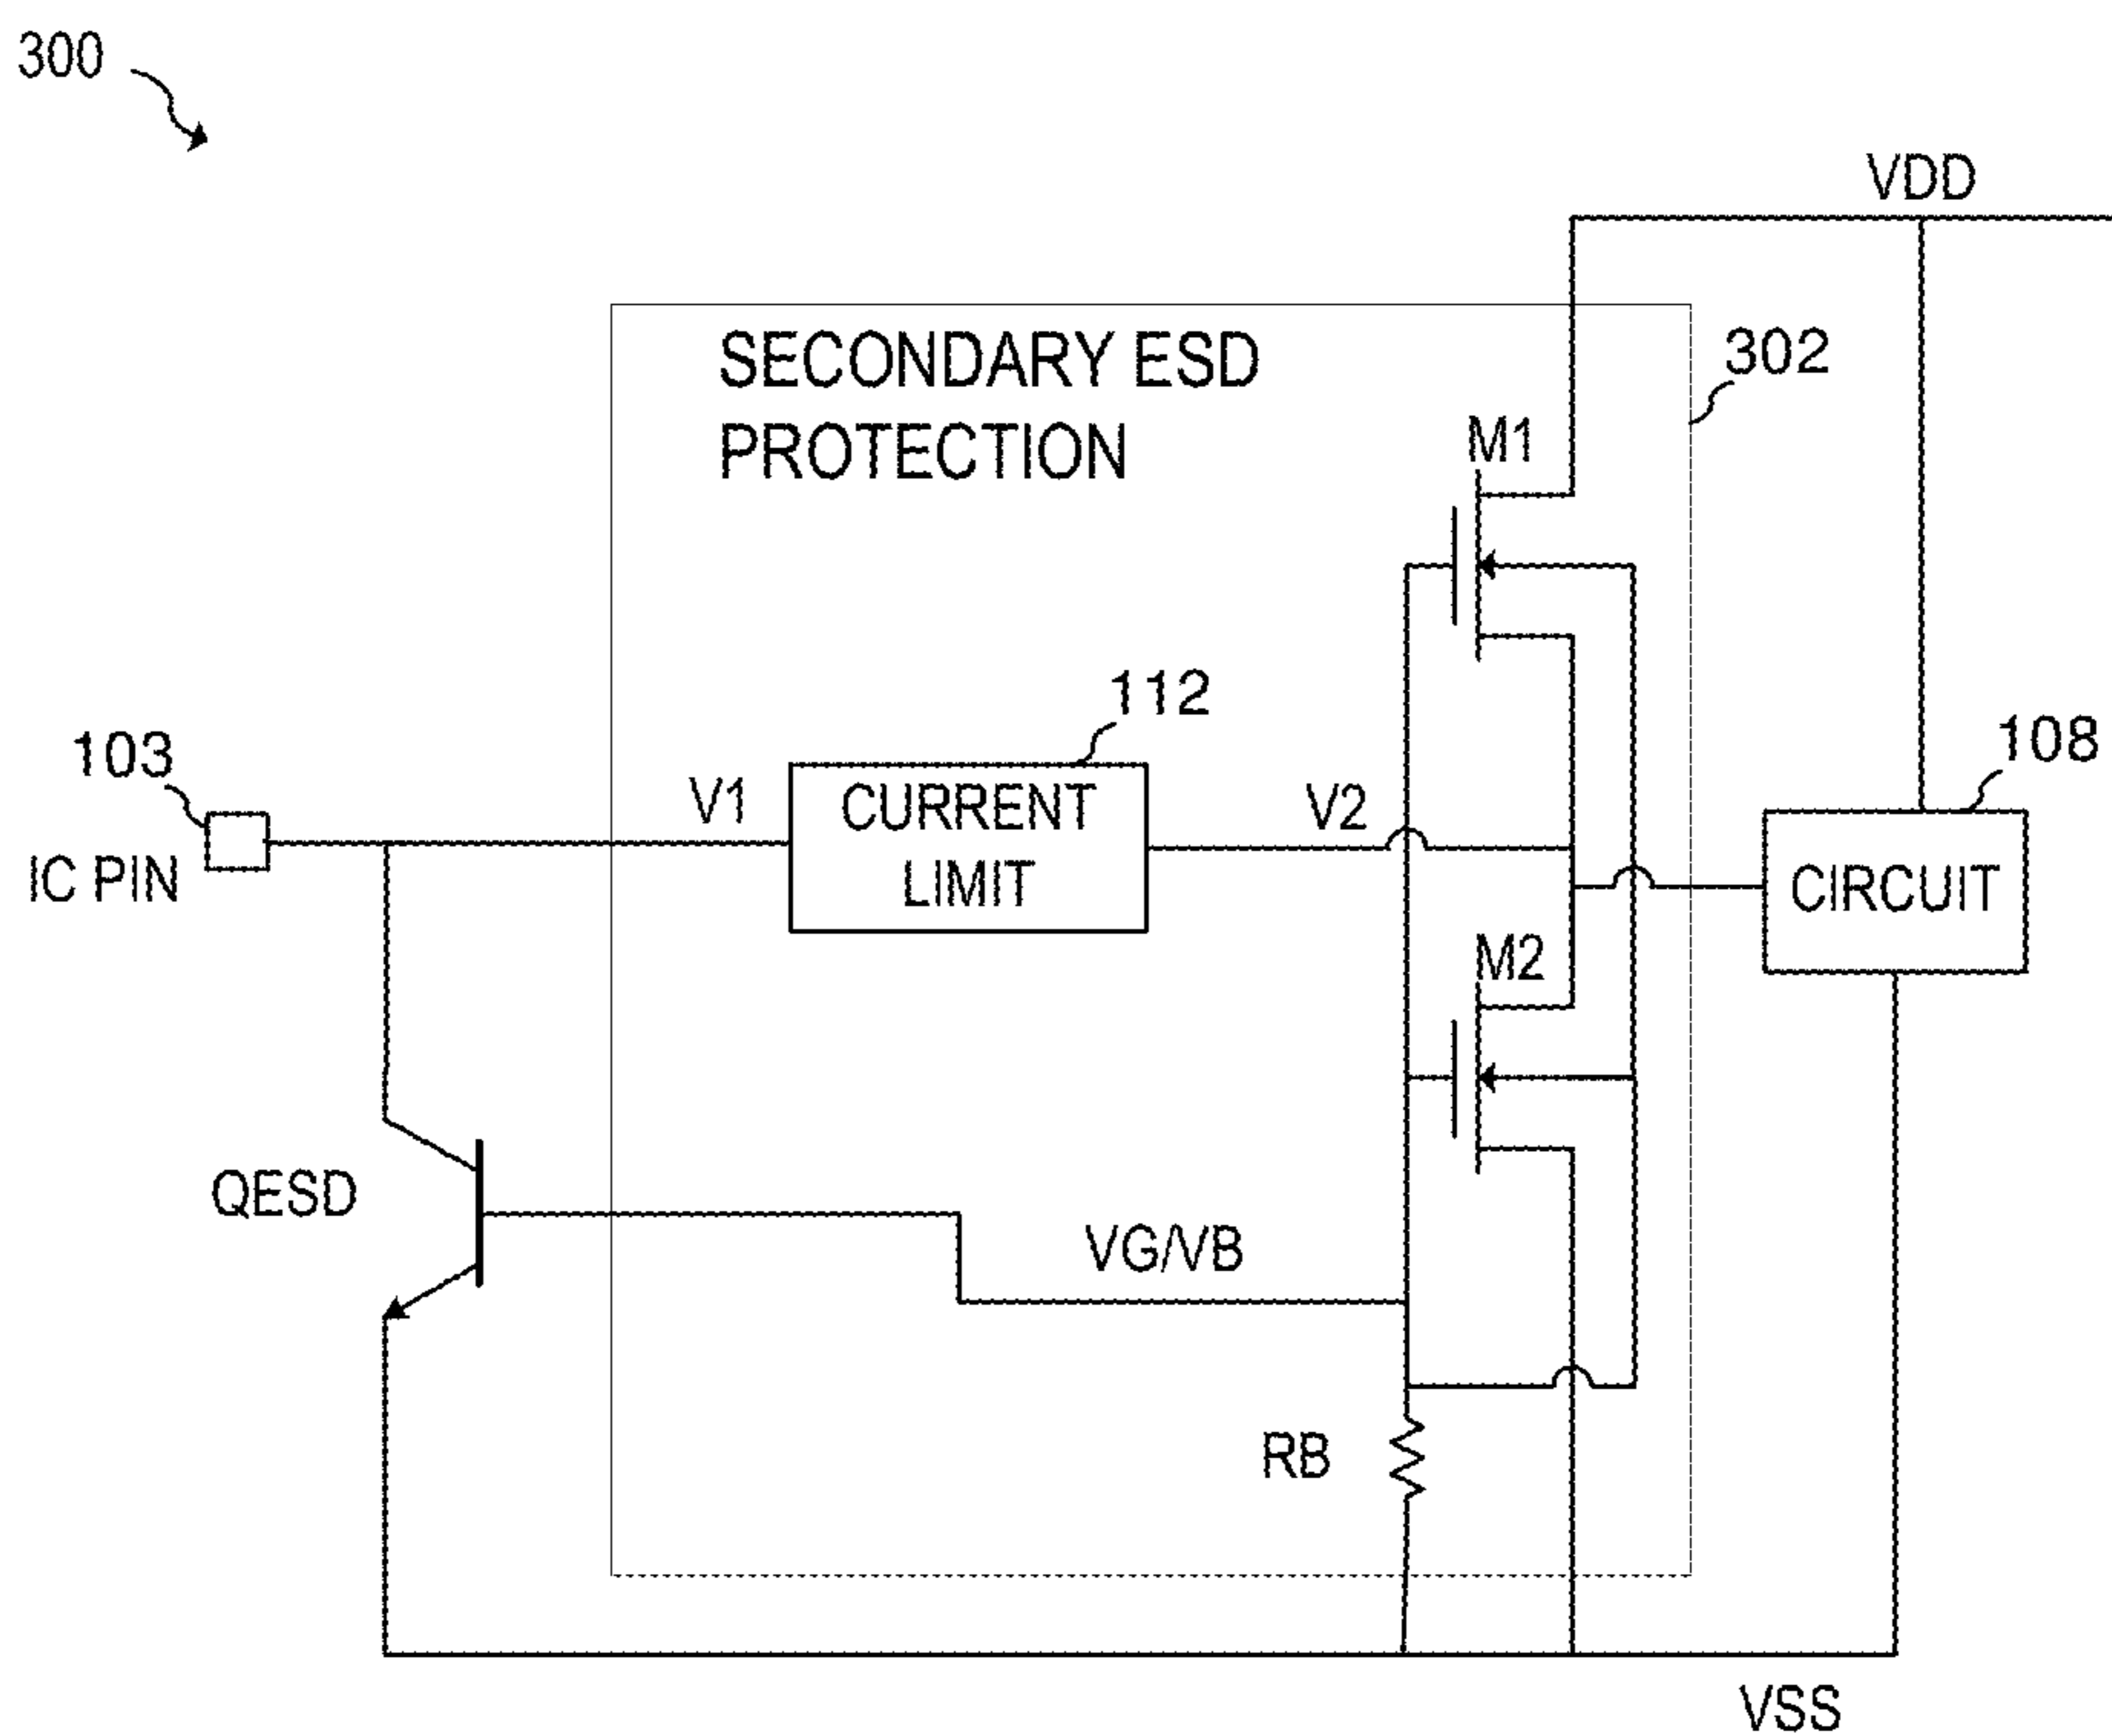 300
VDD
SECONDARY ESD
PROTECTION
302
M1
112
103
V1
CURRENT
LIMIT
V2
108
IC PIN
CIRCUIT
M2
QESD
VG/VB
RB
VSS